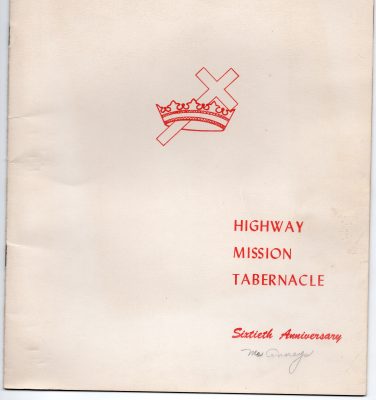 HIGHWAY
MISSION
TABERNACLE
Sixtieth Anniversary